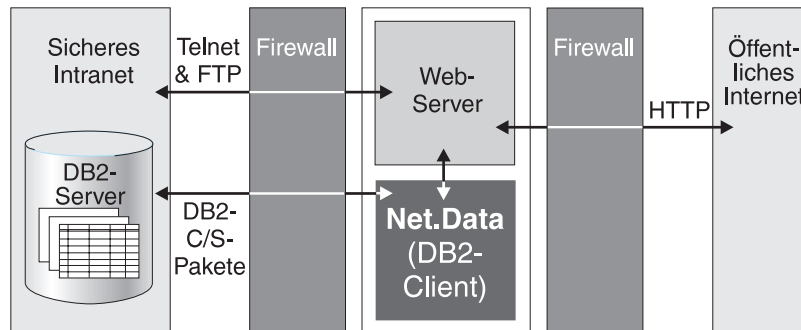 Sicheres
Intranet
Telnet
& FTP
Firewall
Web-
Server
Firewall
Öffent-
liches
Internet
HTTP
DB2-
Server
DB2-
C/S-
Pakete
Net.Data
(DB2-
Client)